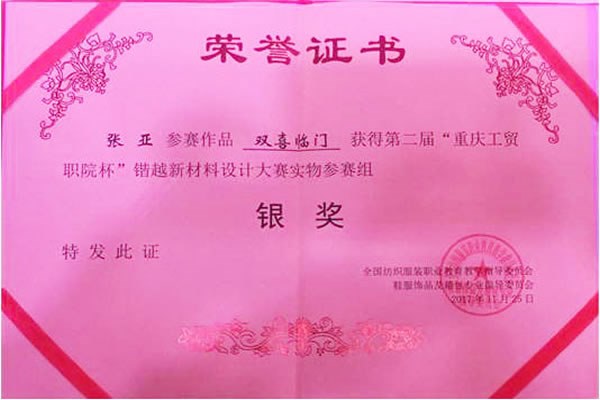 荣誉证书
张亚 参赛作品 双喜临门 获得第二届“重庆工贸
职院杯”锴越新材料设计大赛实物参赛组
银奖
特发此证
全国纺织服装职业教育教学指导委员会
鞋服饰品及箱包专业指导委员会
2017年11月25日